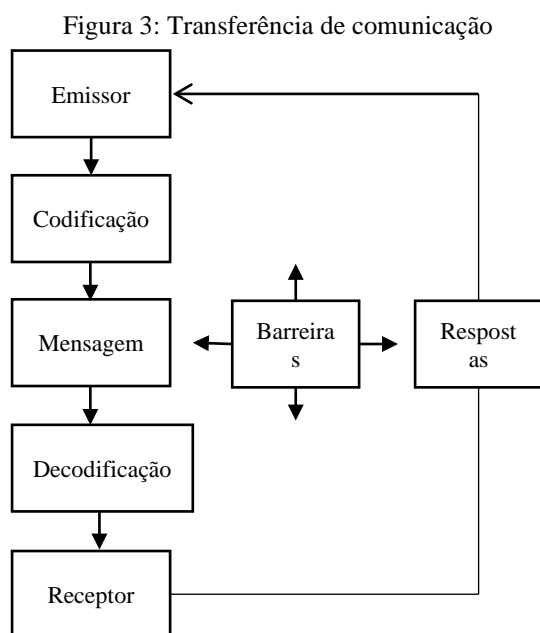 Figura 3: Transferência de comunicação
Emissor
Codificação
Mensagem
Barreira
s
Respost
as
Decodificação
Receptor